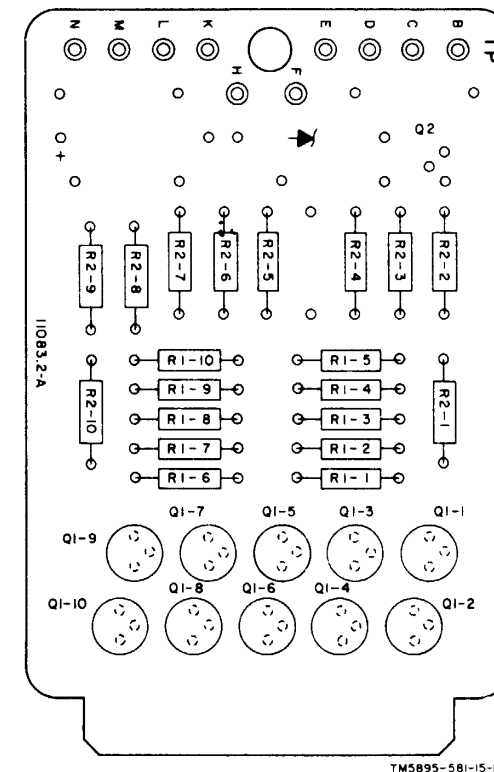 N M L K E D C B TP
H F
Q2
+
R2-9 R2-8 R2-7 R2-6 R2-5 R2-4 R2-3 R2-2
11083.2-A
R2-10
R1-10 R1-5
R1-9 R1-4
R1-8 R1-3
R1-7 R1-2
R1-6 R1-1
R2-1
Q1-9 Q1-7 Q1-5 Q1-3 Q1-1
Q1-10 Q1-8 Q1-6 Q1-4 Q1-2